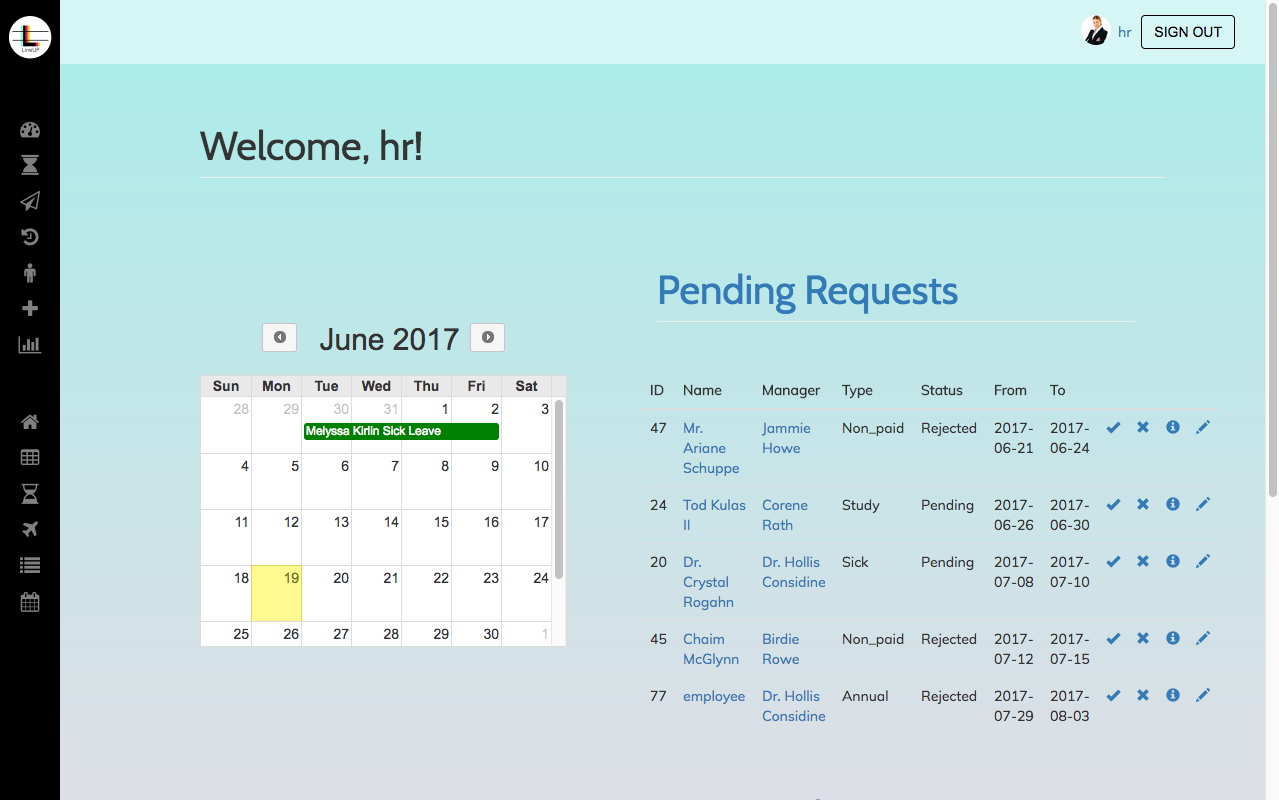 LineUP
hr SIGN OUT
Welcome, hr!
Pending Requests
June 2017
Sun Mon Tue Wed Thu Fri Sat
28 29 30 31 1 2 3
Melyssa Kirlin Sick Leave
4 5 6 7 8 9 10
11 12 13 14 15 16 17
18 19 20 21 22 23 24
25 26 27 28 29 30 1
ID Name Manager Type Status From To
47 Mr. Jammie Non_paid Rejected 2017- 2017-
Ariane Howe 06-21 06-24
Schuppe
24 Tod Kulas Corene Study Pending 2017- 2017-
II Rath 06-26 06-30
20 Dr. Dr. Hollis Sick Pending 2017- 2017-
Crystal Considine 07-08 07-10
Rogahn
45 Chaim Birdie Non_paid Rejected 2017- 2017-
McGlynn Rowe 07-12 07-15
77 employee Dr. Hollis Annual Rejected 2017- 2017-
Considine 07-29 08-03